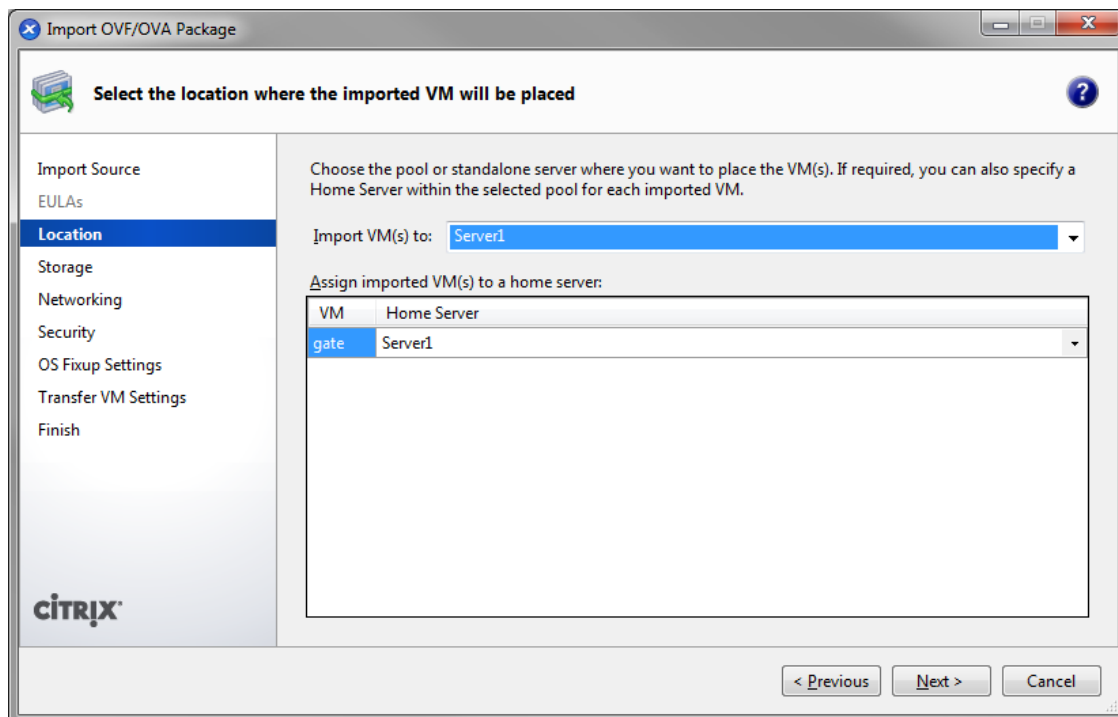 Import OVF/OVA Package
Select the location where the imported VM will be placed
?
Import Source
EULAs
Location
Storage
Networking
Security
OS Fixup Settings
Transfer VM Settings
Finish
CİTRIX
Choose the pool or standalone server where you want to place the VM(s). If required, you can also specify a
Home Server within the selected pool for each imported VM.
Import VM(s) to: Server1
Assign imported VM(s) to a home server:
VM Home Server
gate Server1
< Previous Next > Cancel